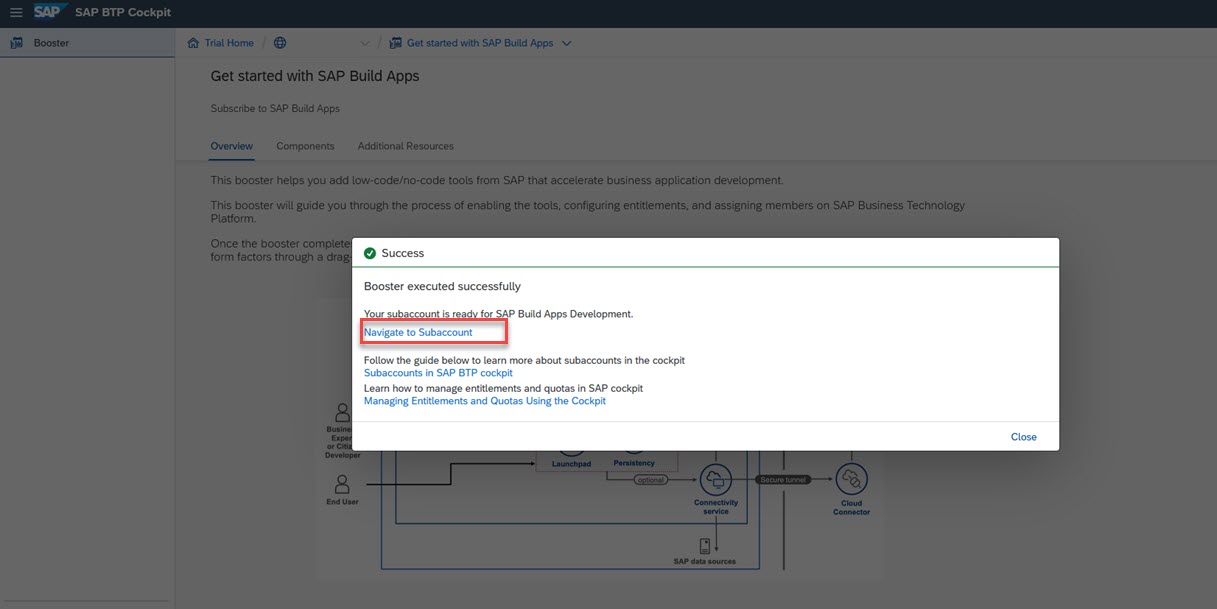 SAP SAP BTP Cockpit
Booster
Trial Home / / Get started with SAP Build Apps
Get started with SAP Build Apps
Subscribe to SAP Build Apps
Overview Components Additional Resources
This booster helps you add low-code/no-code tools from SAP that accelerate business application development.
This booster will guide you through the process of enabling the tools, configuring entitlements, and assigning members on SAP Business Technology
Platform.
Once the booster completes
form factors through a drag-
Success
Booster executed successfully
Your subaccount is ready for SAP Build Apps Development.
Navigate to Subaccount
Follow the guide below to learn more about subaccounts in the cockpit
Subaccounts in SAP BTP cockpit
Learn how to manage entitlements and quotas in SAP cockpit
Managing Entitlements and Quotas Using the Cockpit
Close
Busine
Exper
or Citiz
Developer
Launchpad Persistency
optional
Secure tunnel
End User
Connectivity
service
Cloud
Connector
SAP data sources